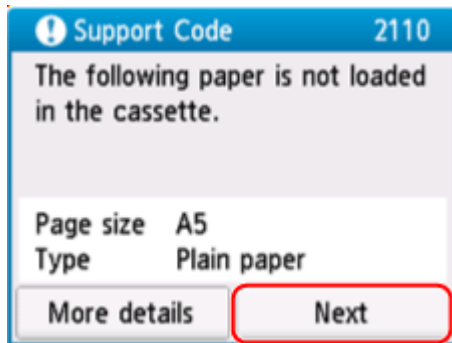 Support Code 2110
The following paper is not loaded
in the cassette.
Page size A5
Type Plain paper
More details Next